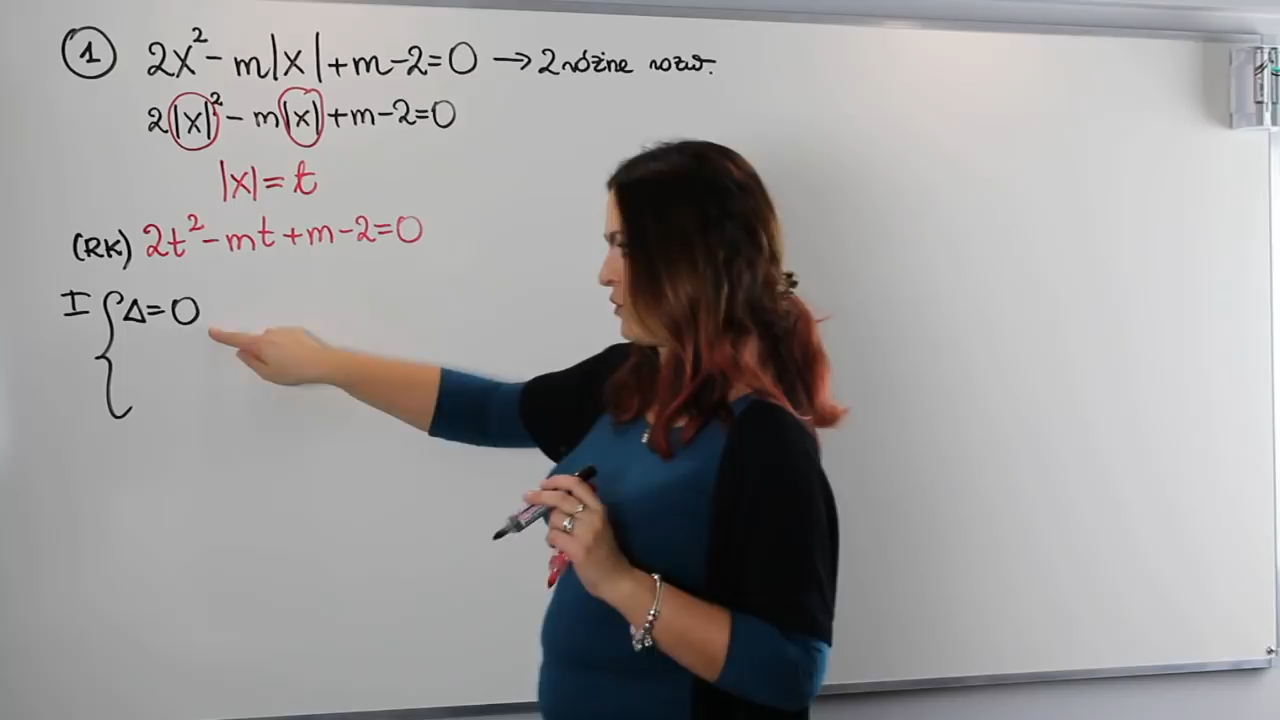 1 2x² - m|x| + m - 2 = 0 → 2 różne rozw.
2|x|² - m|x| + m - 2 = 0
|x| = t
(RK) 2t² - mt + m - 2 = 0
I { Δ = 0